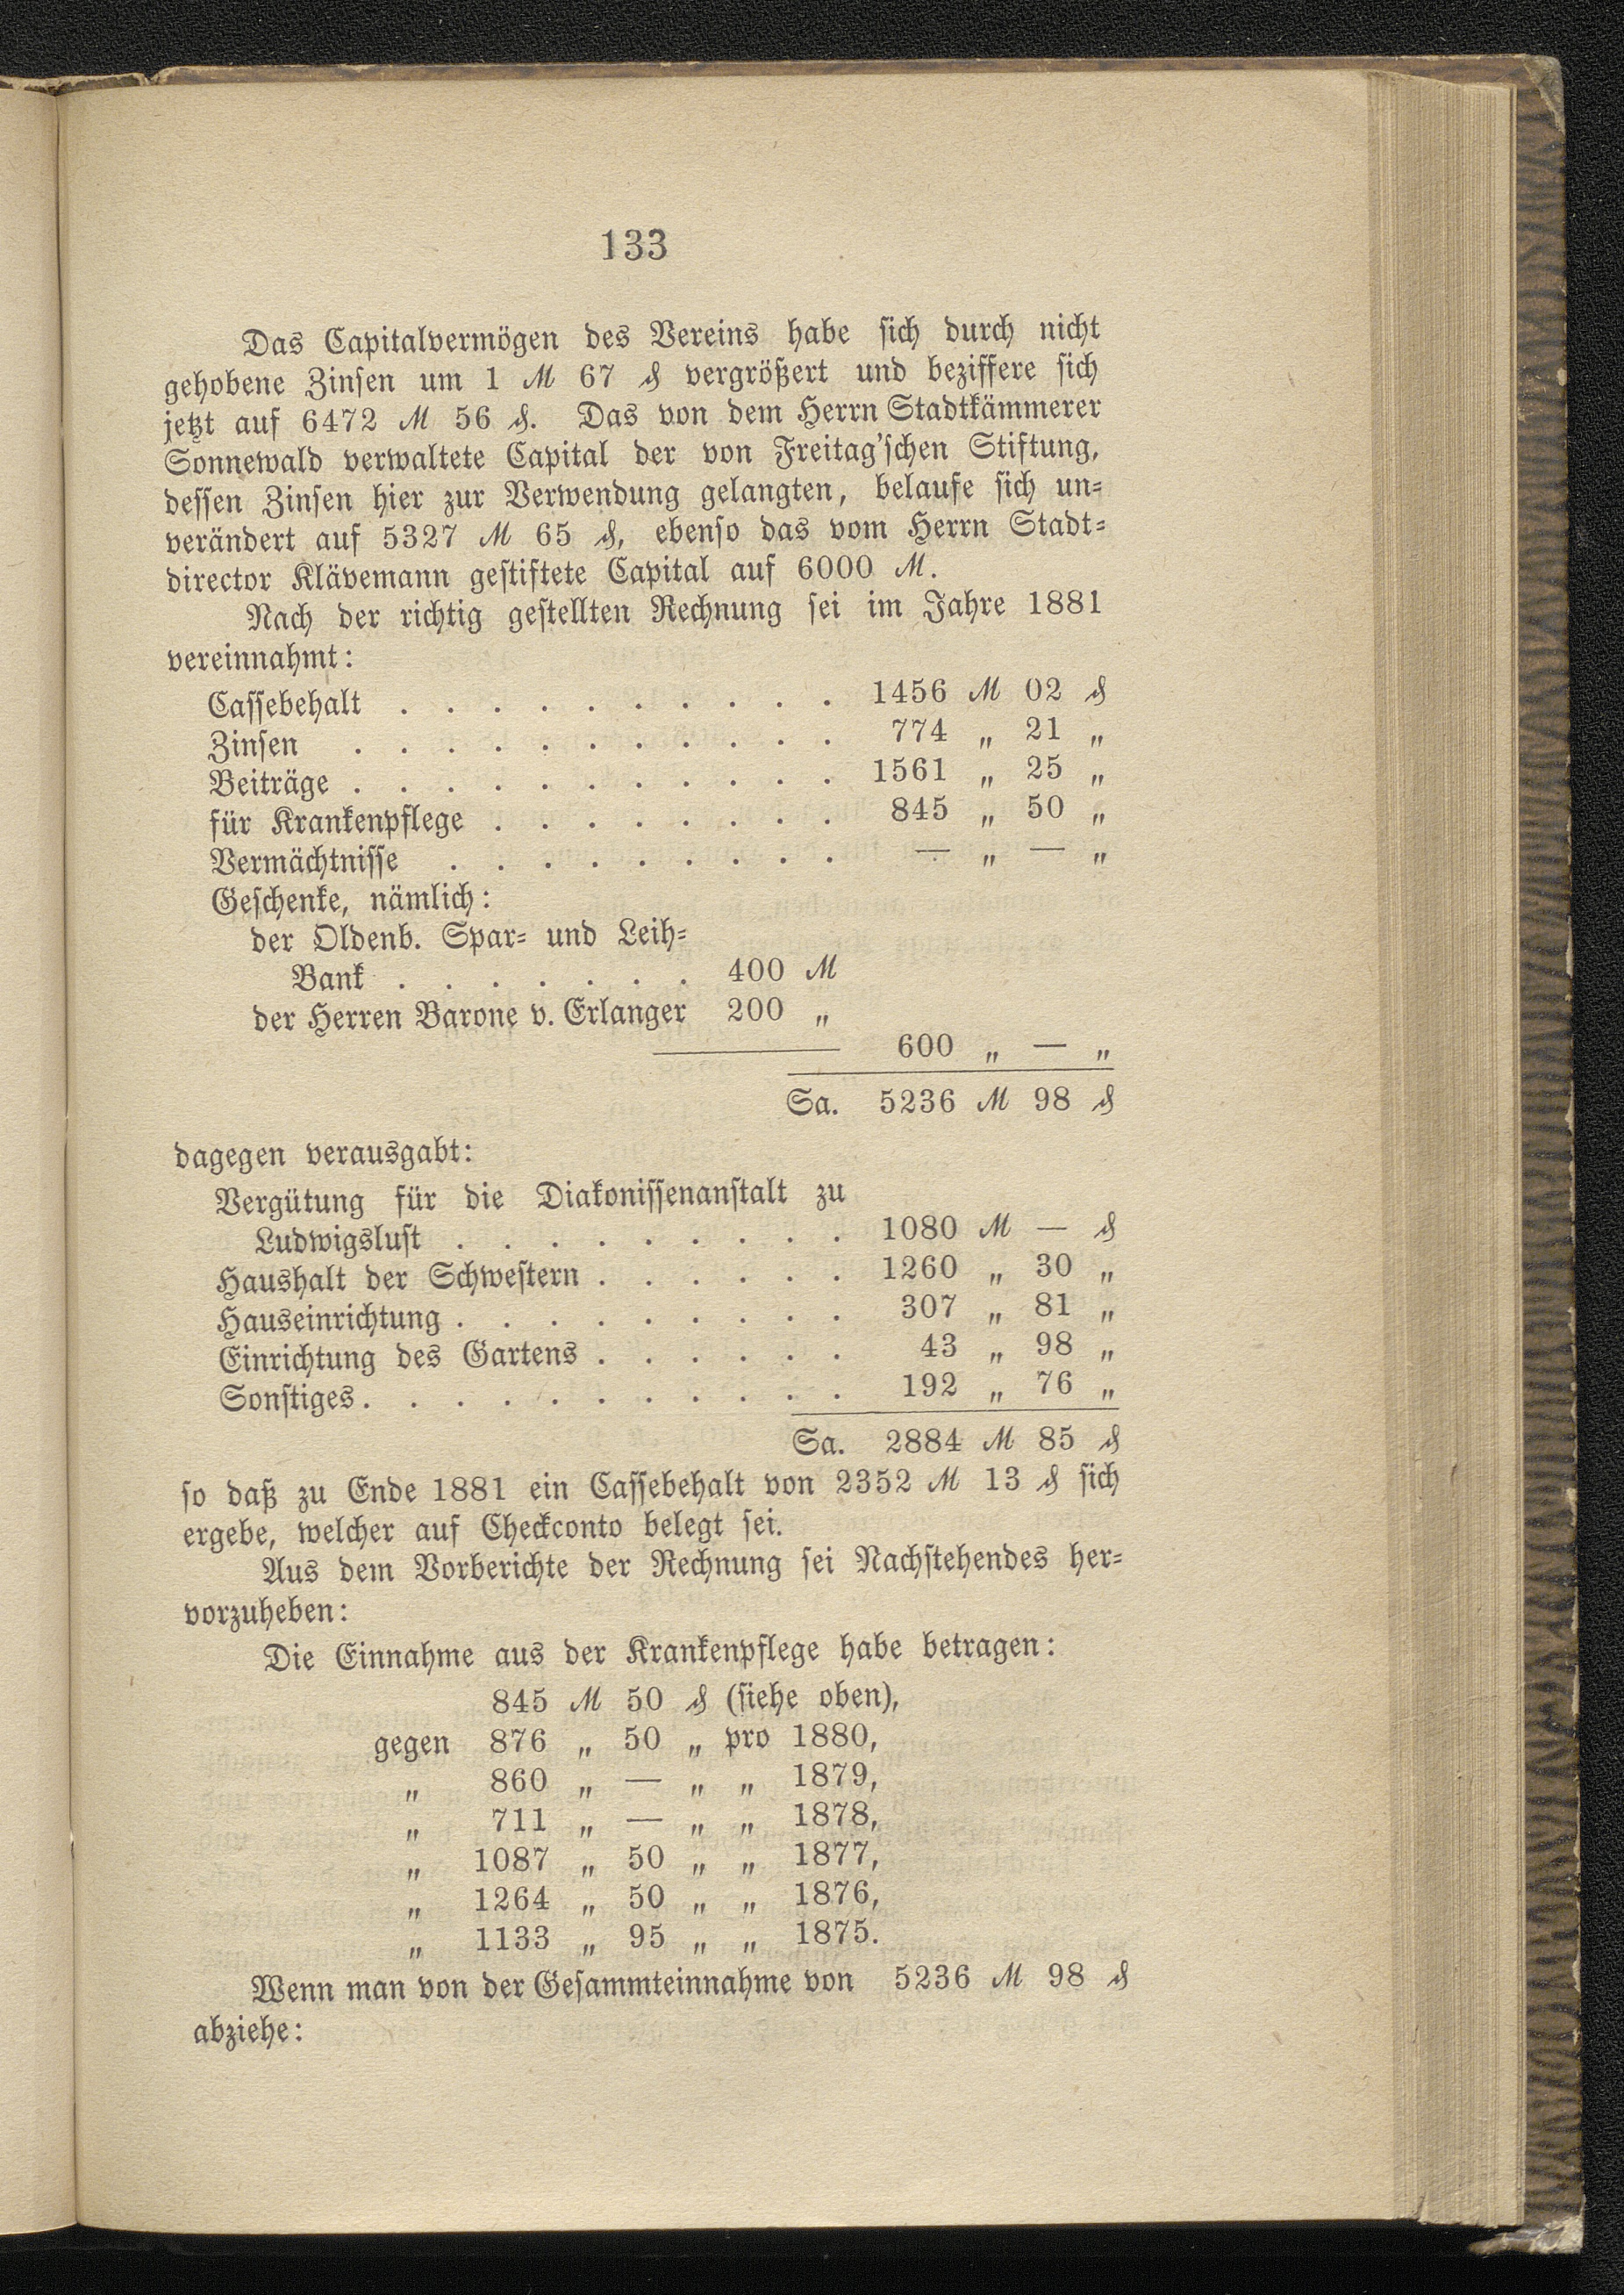 133
Das Capitalvermögen des Vereins habe sich durch nicht
gehobene Zinsen um 1 ℳ 67 ₰ vergrößert und beziffere sich
jetzt auf 6472 ℳ 56 ₰. Das von dem Herrn Stadtkämmerer
Sonnewald verwaltete Capital der von Freitag'schen Stiftung,
dessen Zinsen hier zur Verwendung gelangten, belaufe sich un-
verändert auf 5327 ℳ 65 ₰, ebenso das vom Herrn Stadt-
director Klävemann gestiftete Capital auf 6000 ℳ.
Nach der richtig gestellten Rechnung sei im Jahre 1881
vereinnahmt:
Cassebehalt . . . . . . . . . . 1456 ℳ 02 ₰
Zinsen . . . . . . . . . . . 774 „ 21 „
Beiträge . . . . . . . . . . . 1561 „ 25 „
für Krankenpflege . . . . . . . . 845 „ 50 „
Vermächtnisse . . . . . . . . . — „ — „
Geschenke, nämlich:
der Oldenb. Spar- und Leih-
Bank . . . . . . . 400 ℳ
der Herren Barone v. Erlanger 200 „
600 „ — „
Sa. 5236 ℳ 98 ₰
dagegen verausgabt:
Vergütung für die Diakonissenanstalt zu
Ludwigslust . . . . . . . . . 1080 ℳ — ₰
Haushalt der Schwestern . . . . . . 1260 „ 30 „
Hauseinrichtung . . . . . . . . . 307 „ 81 „
Einrichtung des Gartens . . . . . . 43 „ 98 „
Sonstiges . . . . . . . . . . . 192 „ 76 „
Sa. 2884 ℳ 85 ₰
so daß zu Ende 1881 ein Cassebehalt von 2352 ℳ 13 ₰ sich
ergebe, welcher auf Checkconto belegt sei.
Aus dem Vorberichte der Rechnung sei Nachstehendes her-
vorzuheben:
Die Einnahme aus der Krankenpflege habe betragen:
845 ℳ 50 ₰ (siehe oben),
gegen 876 „ 50 „ pro 1880,
„ 860 „ — „ „ 1879,
„ 711 „ — „ „ 1878,
„ 1087 „ 50 „ „ 1877,
„ 1264 „ 50 „ „ 1876,
„ 1133 „ 95 „ „ 1875.
Wenn man von der Gesammteinnahme von 5236 ℳ 98 ₰
abziehe: